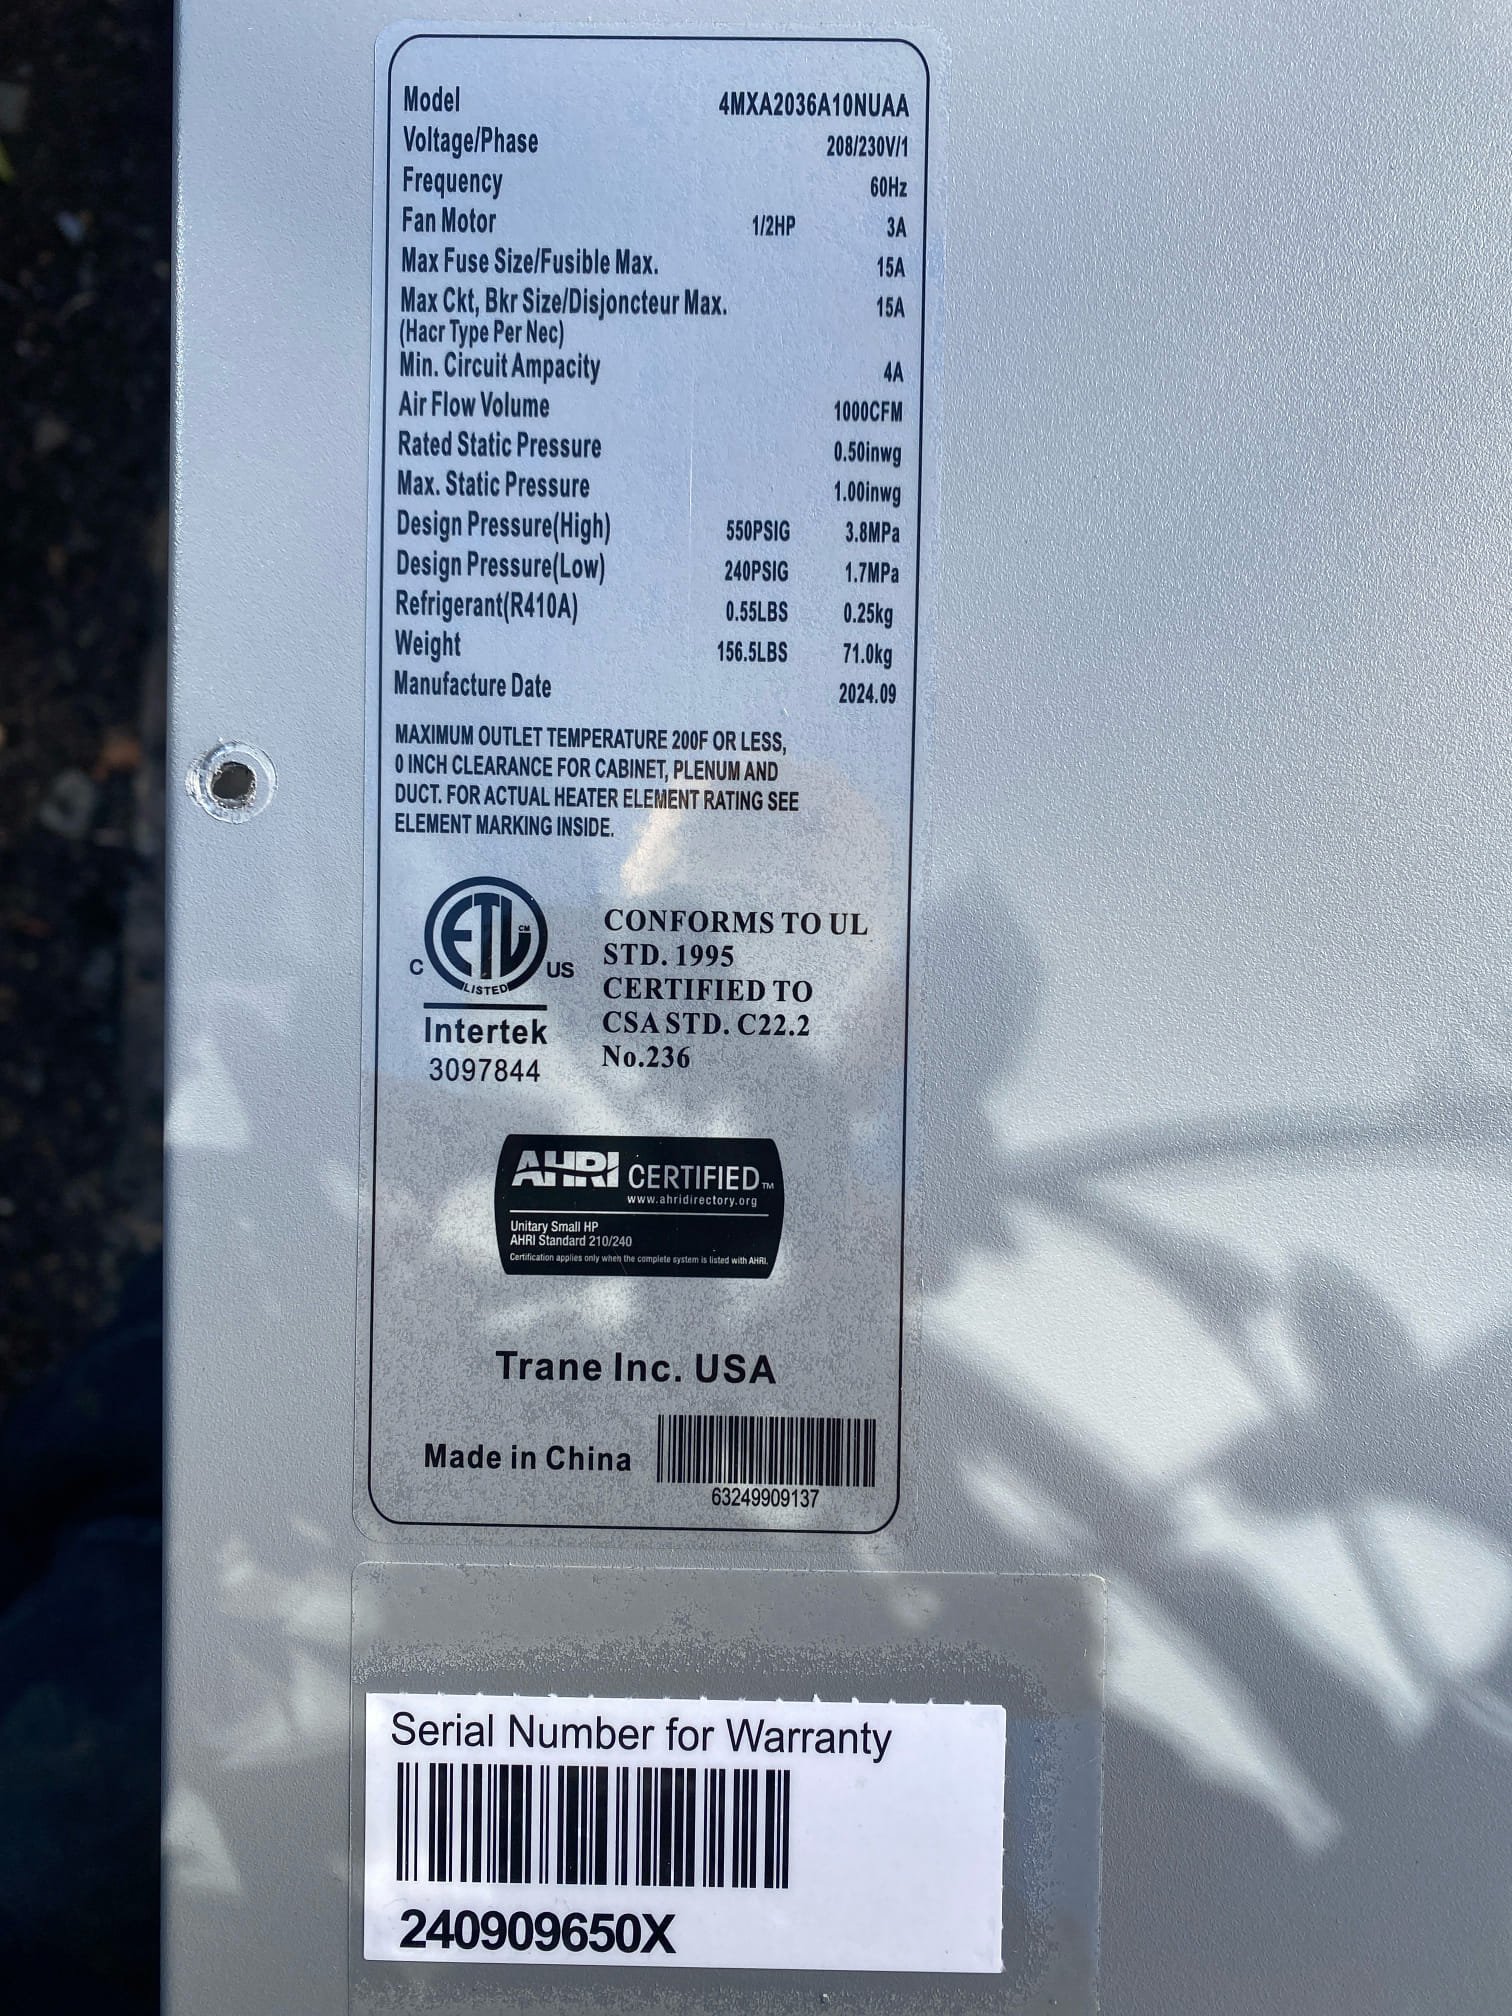 Model 4MXA2036A10NUAA
Voltage/Phase 208/230V/1
Frequency 60Hz
Fan Motor 1/2HP 3A
Max Fuse Size/Fusible Max. 15A
Max Ckt, Bkr Size/Disjoncteur Max. 15A
(Hacr Type Per Nec)
Min. Circuit Ampacity 4A
Air Flow Volume 1000CFM
Rated Static Pressure 0.50inwg
Max. Static Pressure 1.00inwg
Design Pressure(High) 550PSIG 3.8MPa
Design Pressure(Low) 240PSIG 1.7MPa
Refrigerant(R410A) 0.55LBS 0.25kg
Weight 156.5LBS 71.0kg
Manufacture Date 2024.09
MAXIMUM OUTLET TEMPERATURE 200F OR LESS,
0 INCH CLEARANCE FOR CABINET, PLENUM AND
DUCT. FOR ACTUAL HEATER ELEMENT RATING SEE
ELEMENT MARKING INSIDE.
ETL CM
C LISTED US
Intertek
3097844
CONFORMS TO UL
STD. 1995
CERTIFIED TO
CSA STD. C22.2
No.236
AHRI CERTIFIED TM
www.ahridirectory.org
Unitary Small HP
AHRI Standard 210/240
Certification applies only when the complete system is listed with AHRI.
Trane Inc. USA
Made in China
63249909137
Serial Number for Warranty
240909650X